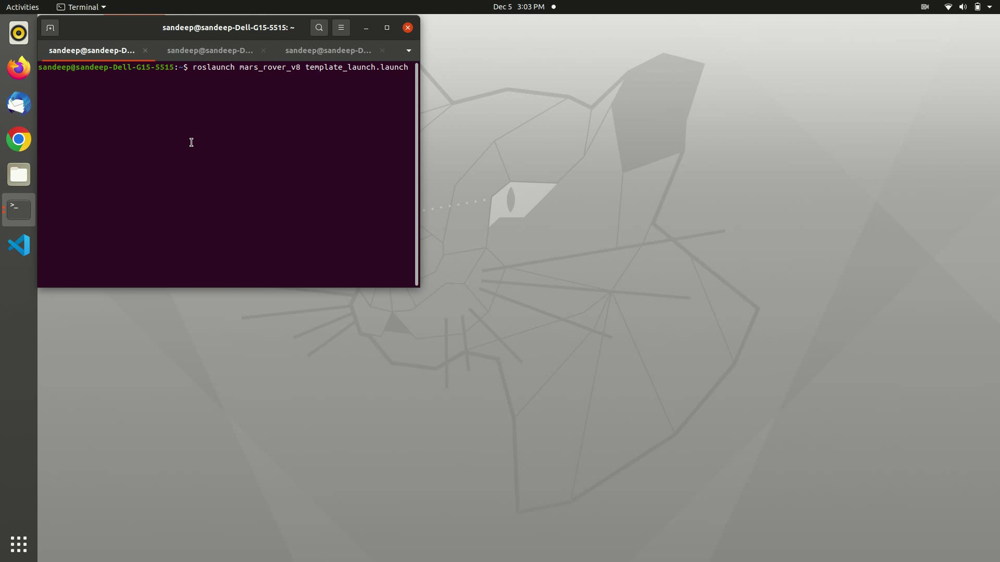 Activities Terminal Dec 5 3:03 PM
sandeep@sandeep-Dell-G15-5515: ~
sandeep@sandeep-D... sandeep@sandeep-D... sandeep@sandeep-D...
sandeep@sandeep-Dell-G15-5515:~$ roslaunch mars_rover_v8 template_launch.launch